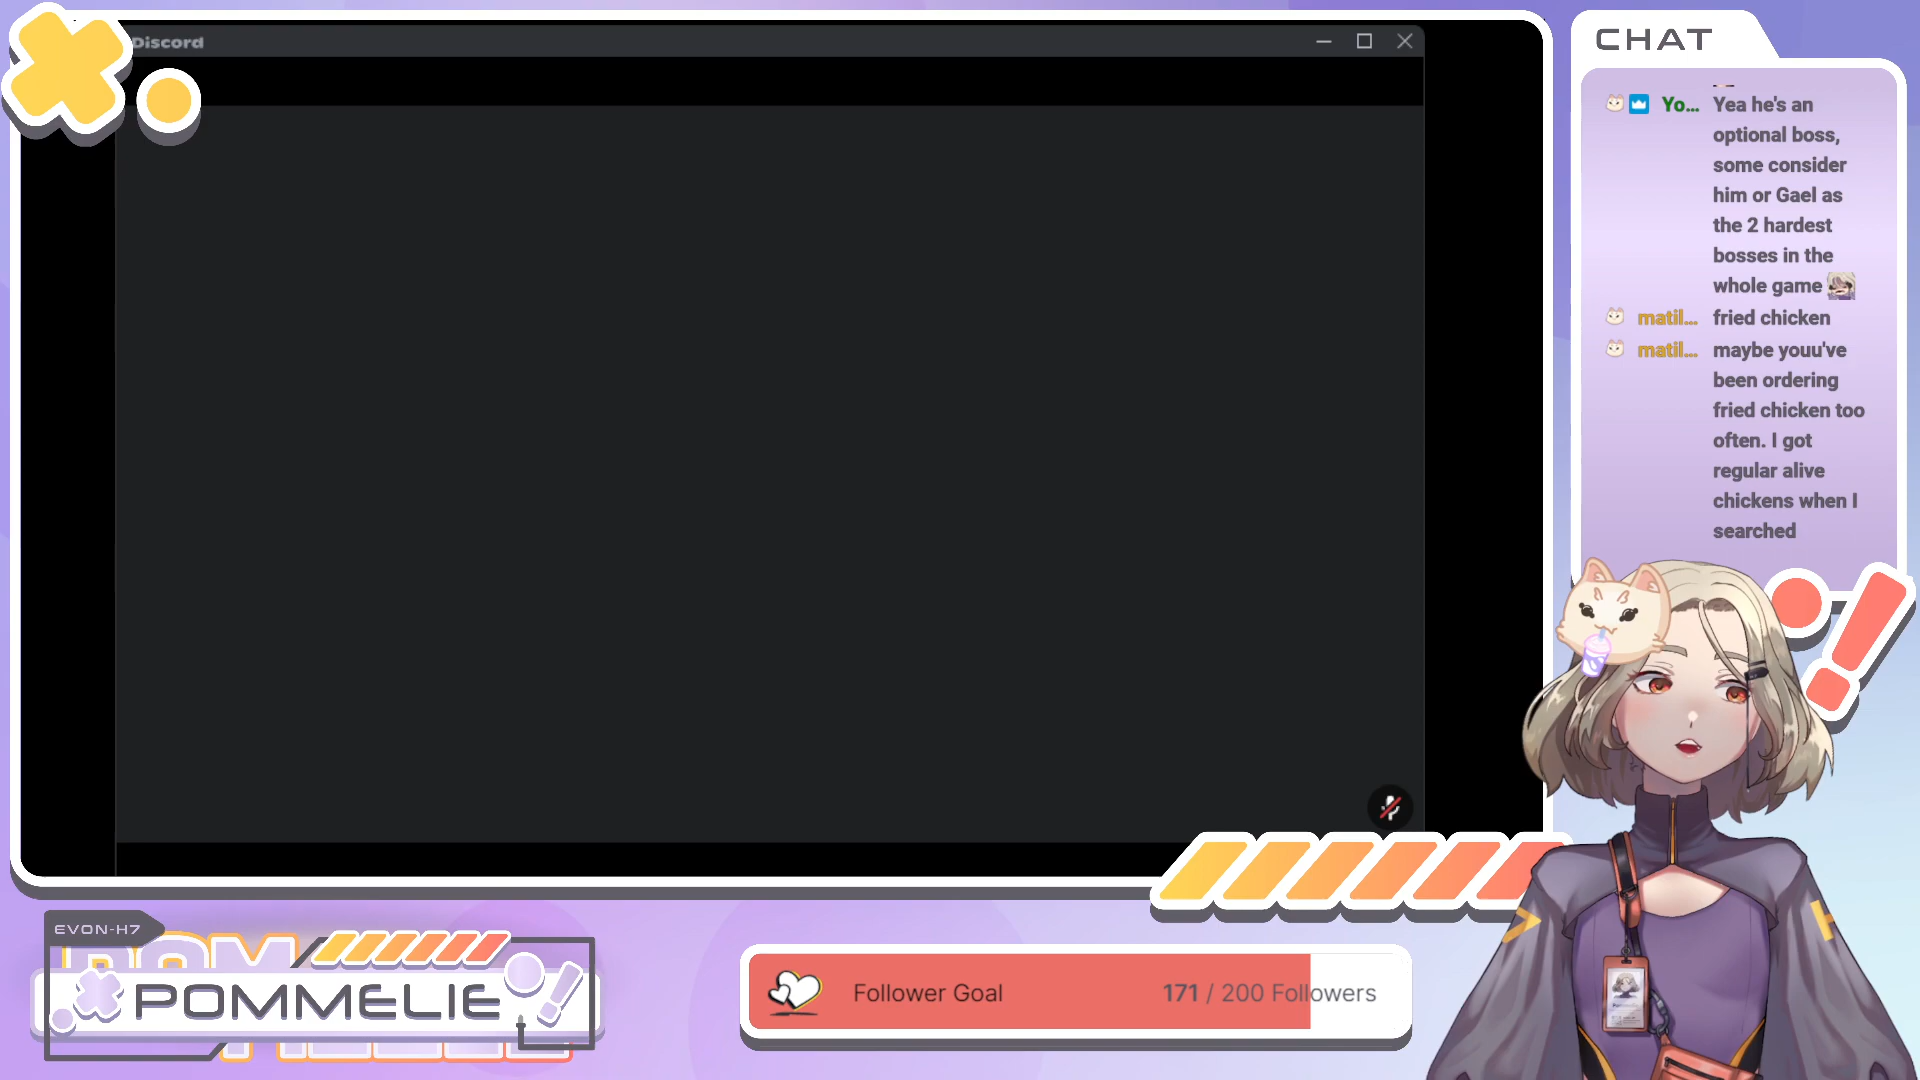 Discord
CHAT
Yo... Yea he's an
optional boss,
some consider
him or Gael as
the 2 hardest
bosses in the
whole game
matil... fried chicken
matil... maybe youu've
been ordering
fried chicken too
often. I got
regular alive
chickens when I
searched
EVON-H7
POMMELIE
Follower Goal 171 / 200 Followers